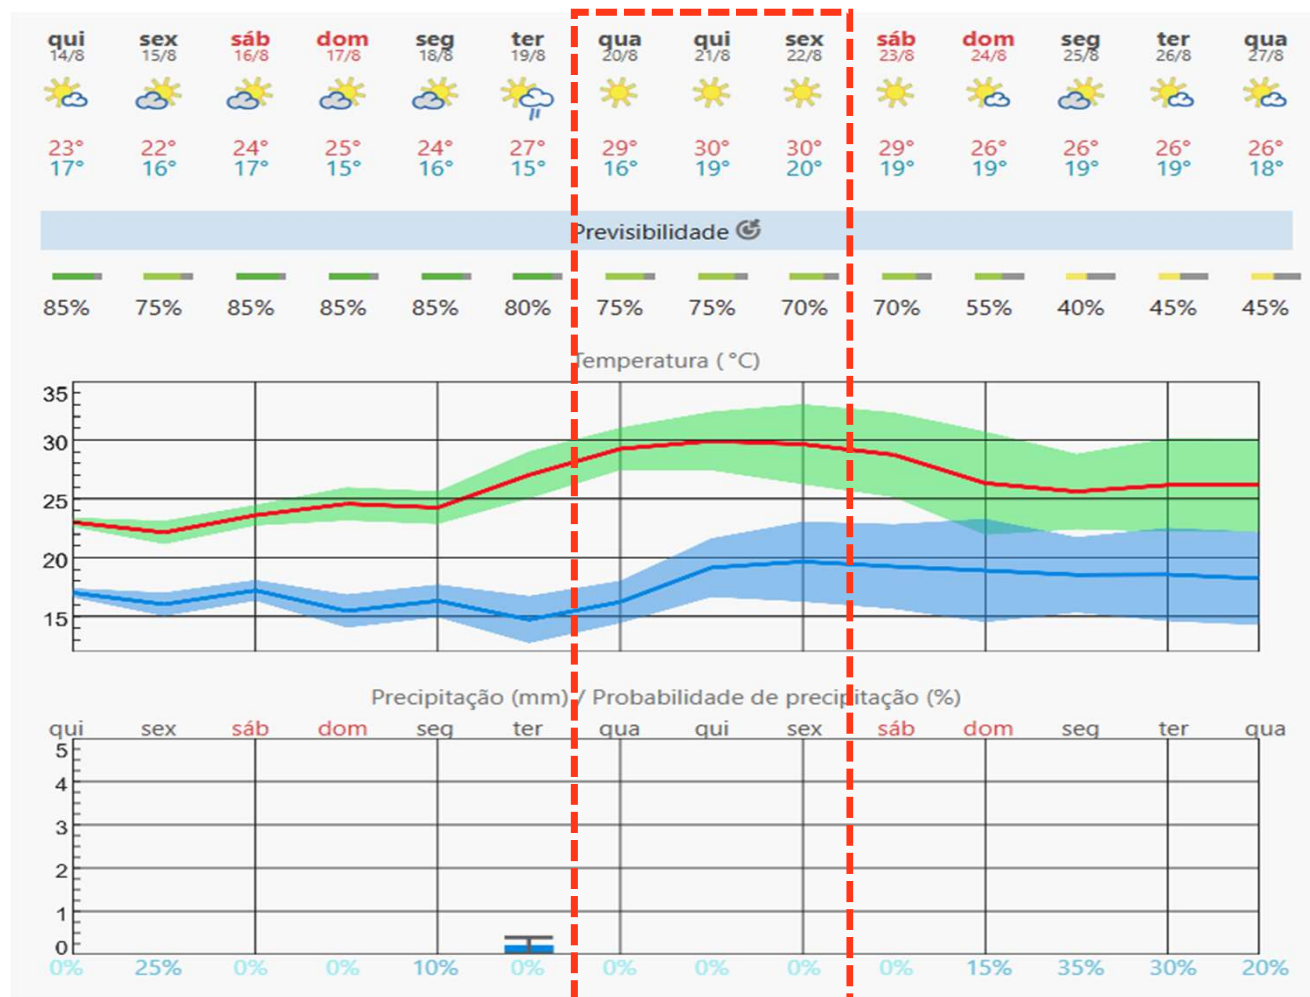 qui sex sáb dom seg ter qua qui sex sáb dom seg ter qua
14/8 15/8 16/8 17/8 18/8 19/8 20/8 21/8 22/8 23/8 24/8 25/8 26/8 27/8
23° 22° 24° 25° 24° 27° 29° 30° 30° 29° 26° 26° 26° 26°
17° 16° 17° 15° 16° 15° 16° 19° 20° 19° 19° 19° 19° 18°
Previsibilidade
85% 75% 85% 85% 85% 80% 75% 75% 70% 70% 55% 40% 45% 45%
Temperatura (°C)
35
30
25
20
15
Precipitação (mm) / Probabilidade de precipitação (%)
qui sex sáb dom seg ter qua qui sex sáb dom seg ter qua
5
4
3
2
1
0
0% 25% 0% 0% 10% 0% 0% 0% 0% 0% 15% 35% 30% 20%